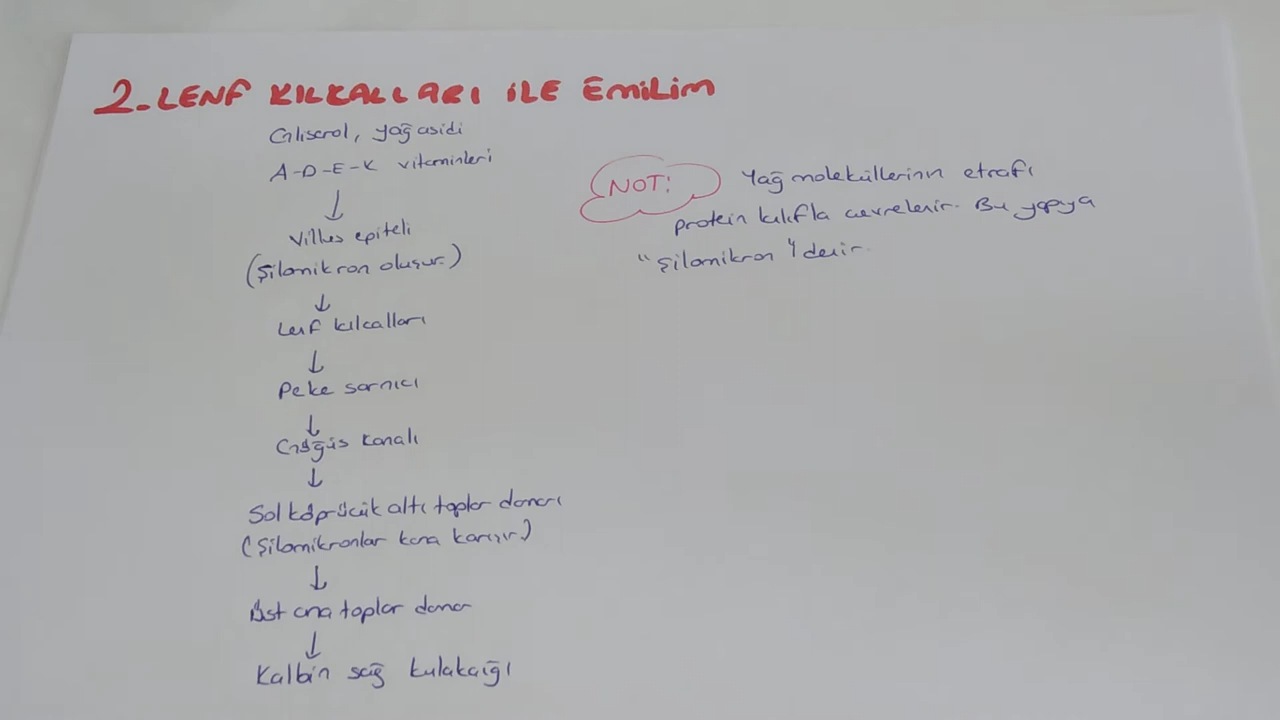 2. LENF KILKALLARI İLE EMİLİM
Gliserol, yağ asidi
A-D-E-K vitaminleri
↓
Villus epiteli
(Şilomikron oluşur.)
↓
Lenf kılcalları
↓
Peke sarnıcı
↓
Göğüs kanalı
↓
Sol köprücük altı toplar damarı
(Şilomikronlar kana karışır.)
↓
Üst ana toplar damar
↓
Kalbin sağ kulakçığı
NOT: Yağ moleküllerinin etrafı
protein kılıfla çevrelenir. Bu yapıya
"şilomikron" denir.